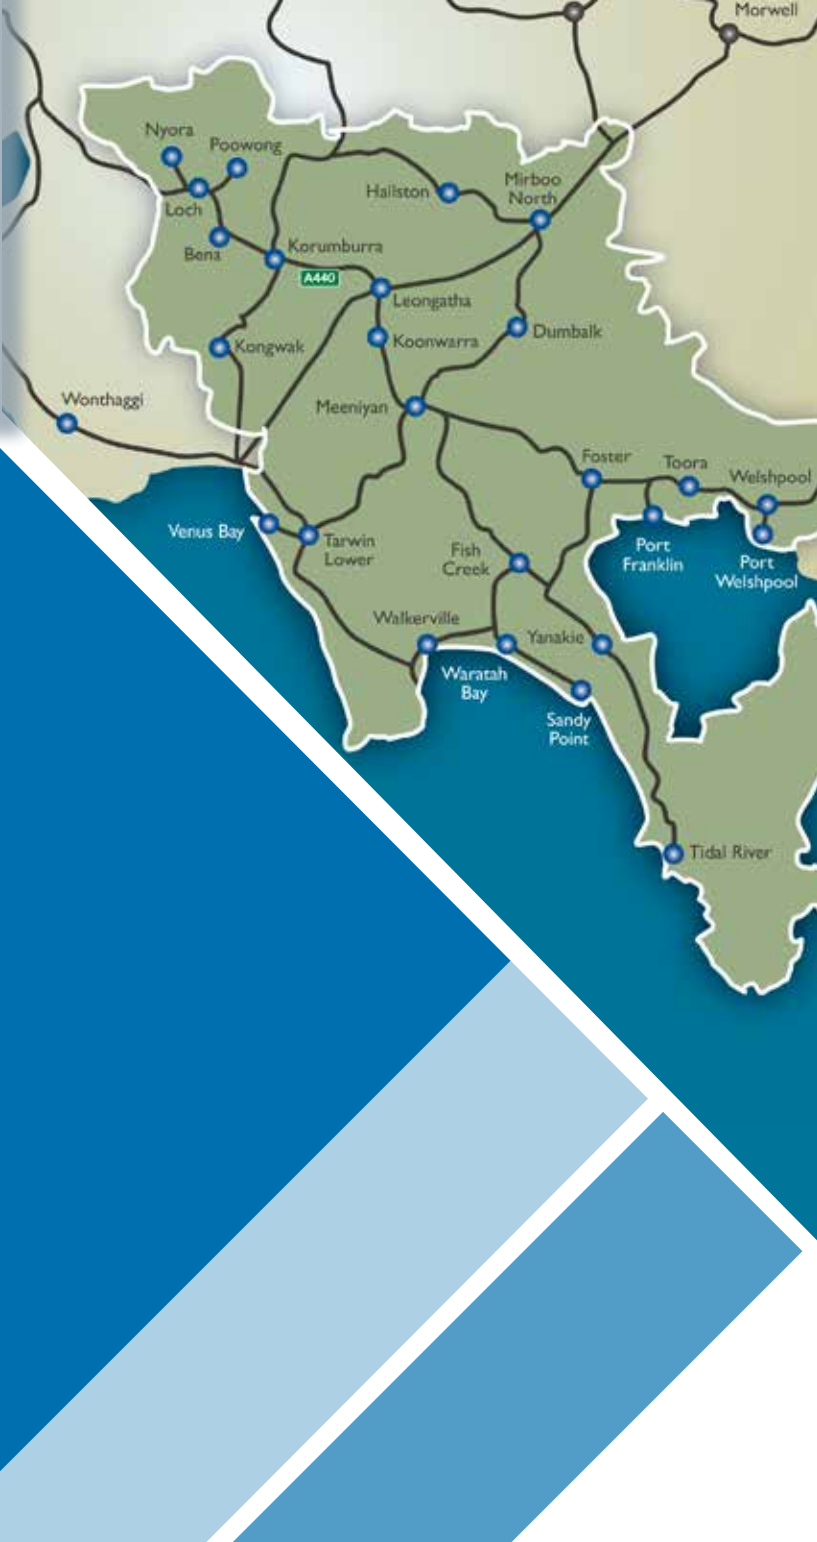 Morwell
Nyora
Poowong
Loch
Hallston
Mirboo
North
Bena
Korumburra
A440
Leongatha
Kongwak
Koonwarra
Dumbalk
Wonthaggi
Meeniyan
Foster
Toora
Welshpool
Venus Bay
Tarwin
Lower
Fish
Creek
Port
Franklin
Port
Welshpool
Walkerville
Yanakie
Waratah
Bay
Sandy
Point
Tidal River